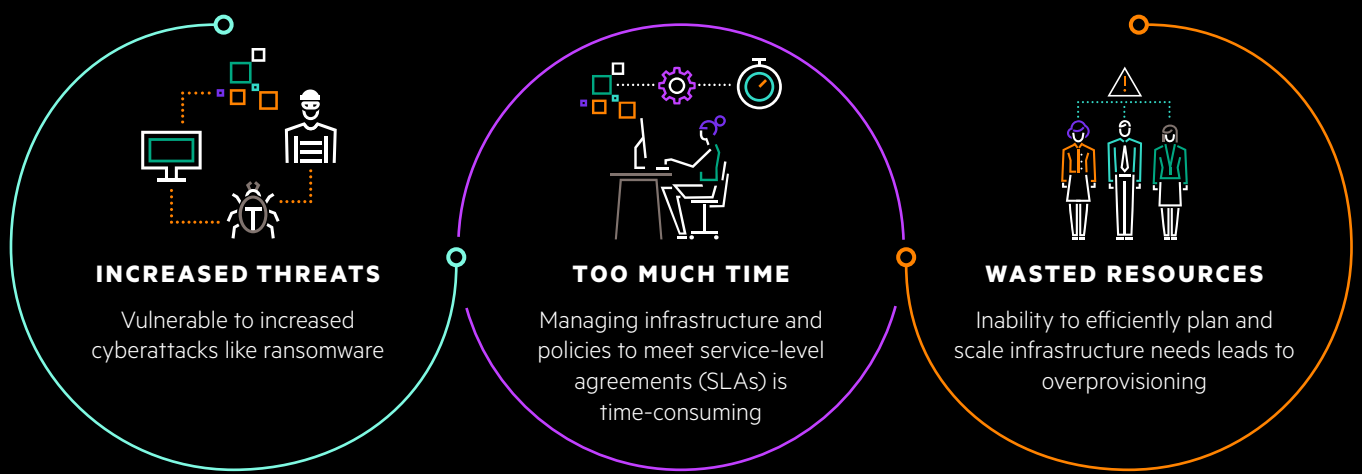 INCREASED THREATS
Vulnerable to increased
cyberattacks like ransomware
TOO MUCH TIME
Managing infrastructure and
policies to meet service-level
agreements (SLAs) is
time-consuming
WASTED RESOURCES
Inability to efficiently plan and
scale infrastructure needs leads to
overprovisioning